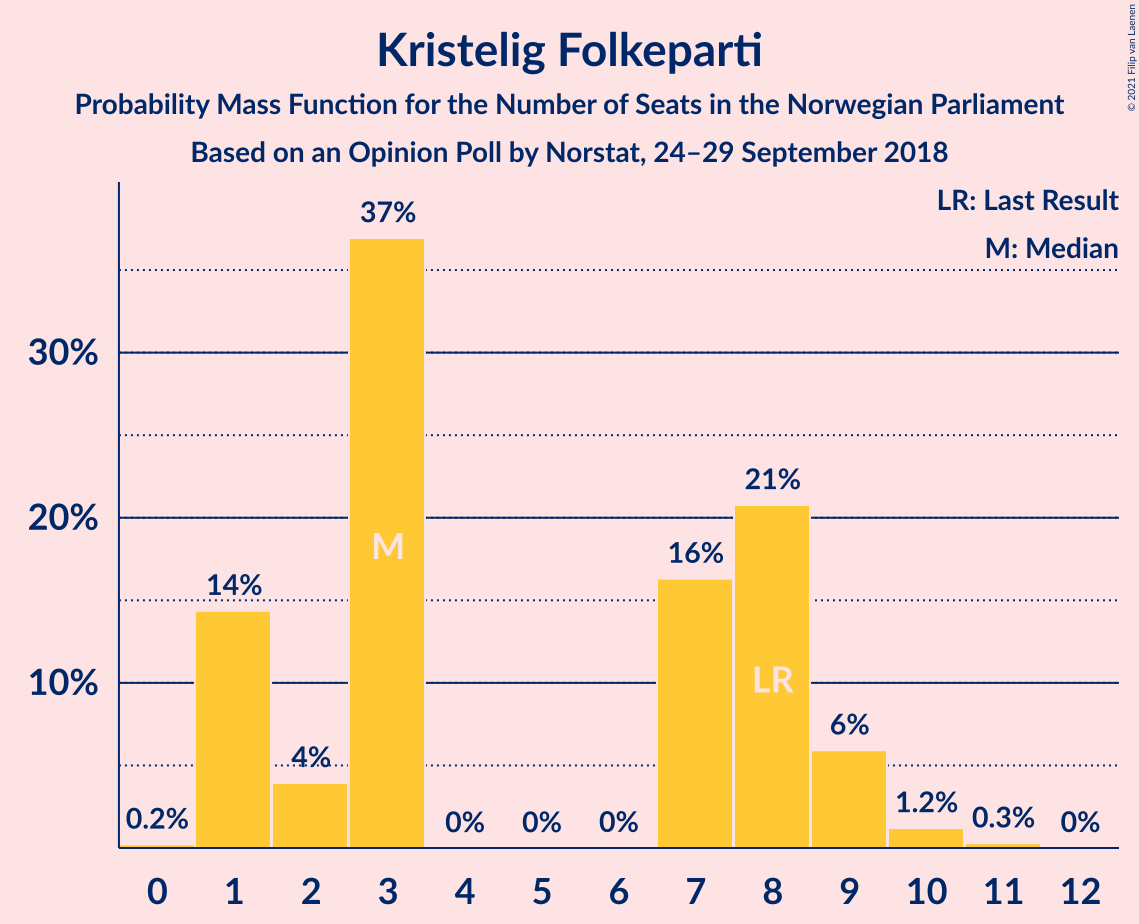 Kristelig Folkeparti
Probability Mass Function for the Number of Seats in the Norwegian Parliament
Based on an Opinion Poll by Norstat, 24–29 September 2018
© 2021 Filip van Laenen
LR: Last Result
M: Median
37%
30%
21%
20%
M
16%
14%
LR
10%
6%
4%
1.2%
0.2%
0%
0%
0%
0.3%
0%
0 1 2 3 4 5 6 7 8 9 10 11 12